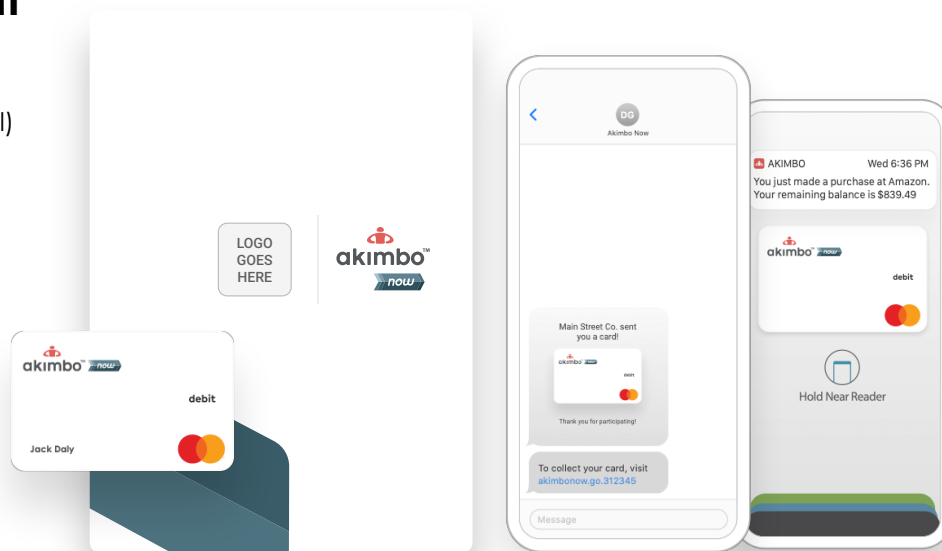 l)
LOGO
GOES
HERE
akimbo™
now
akimbo™ now
debit
Jack Daly
DG
Akimbo Now
Main Street Co. sent
you a card!
akimbo now
debit
Thank you for participating!
To collect your card, visit
akimbonow.go.312345
Message
AKIMBO
Wed 6:36 PM
You just made a purchase at Amazon.
Your remaining balance is $839.49
akimbo™ now
debit
Hold Near Reader